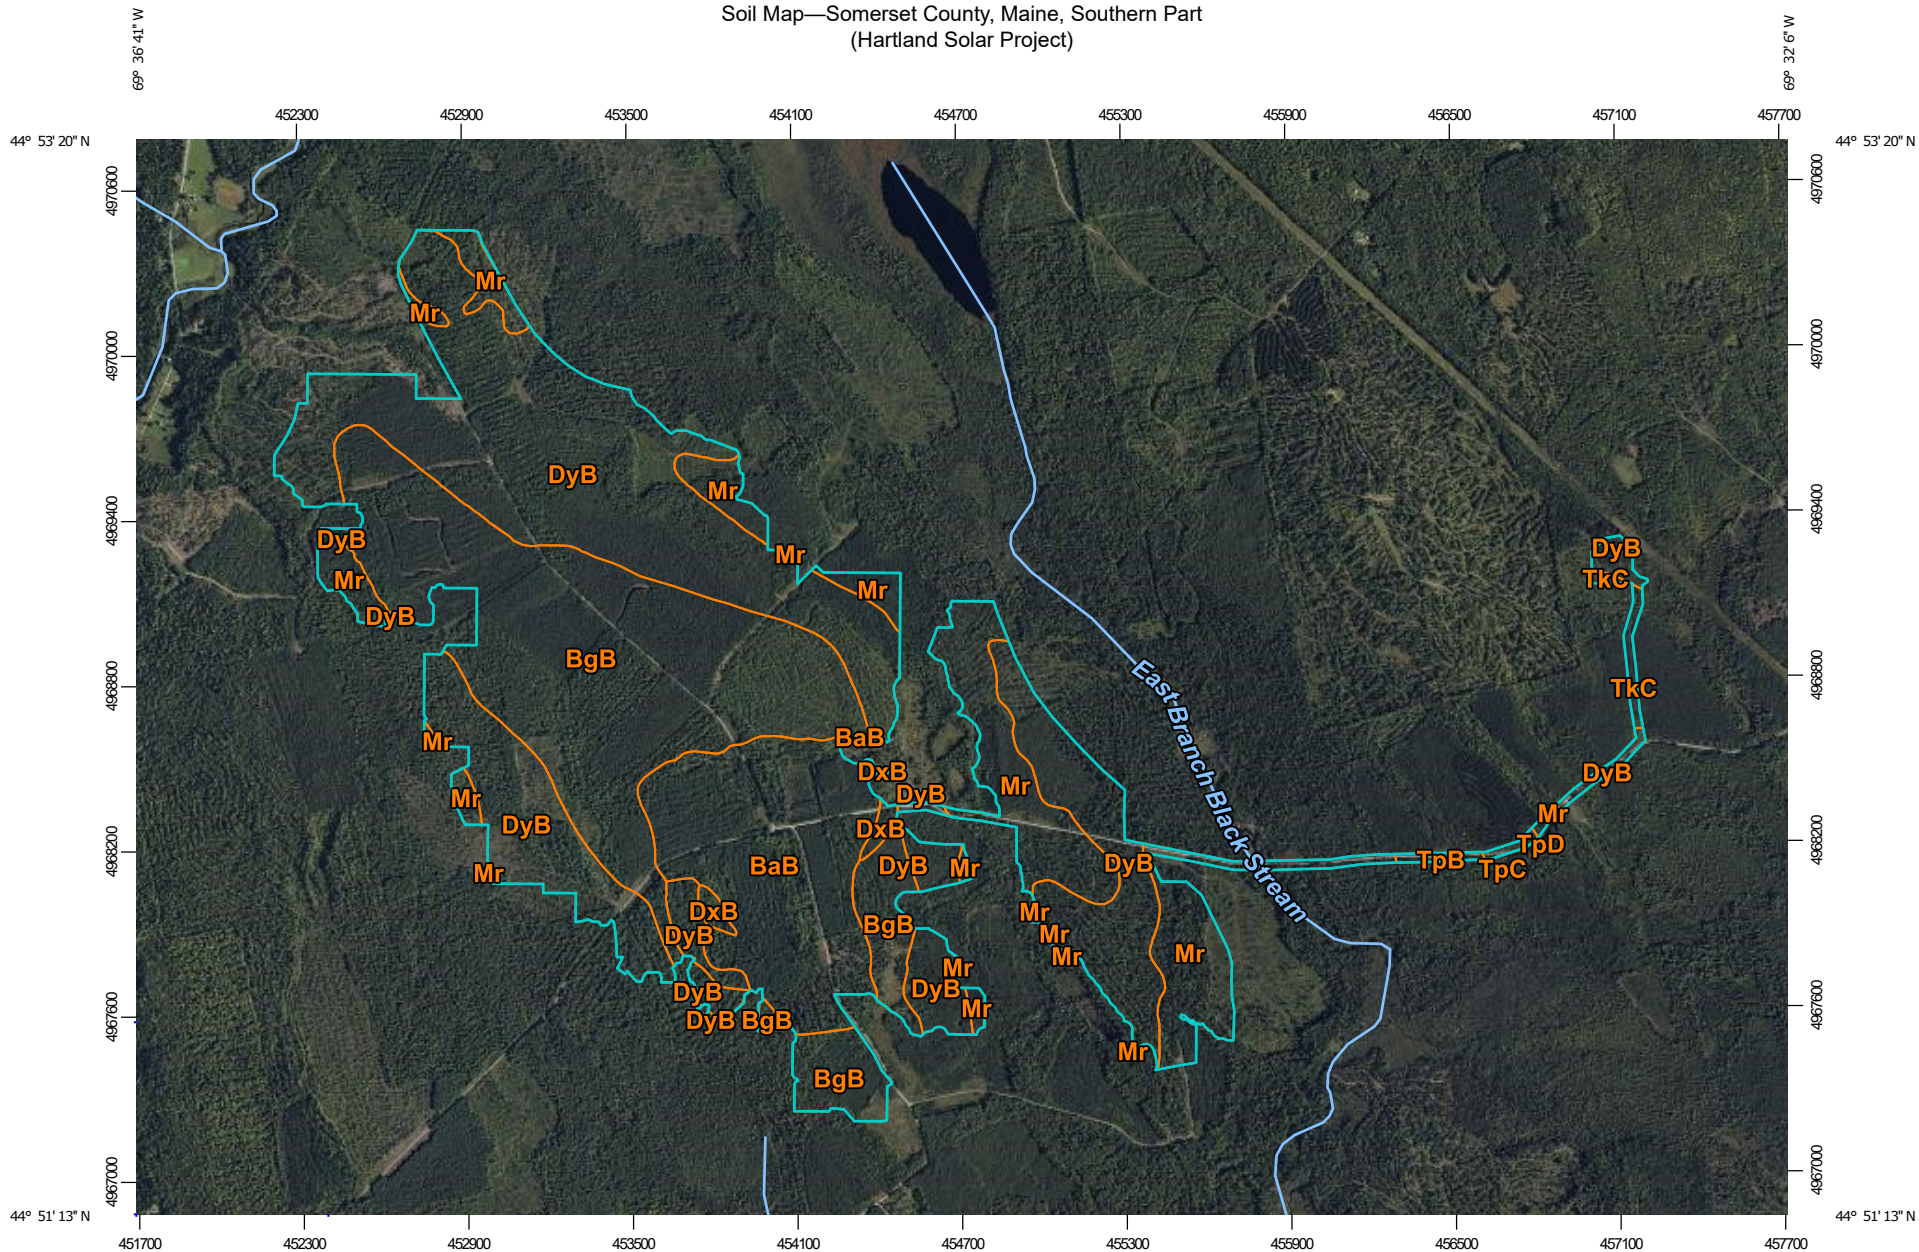 Soil Map—Somerset County, Maine, Southern Part
(Hartland Solar Project)
69° 36' 41'' W
69° 32' 6'' W
452300 452900 453500 454100 454700 455300 455900 456500 457100 457700
44° 53' 20'' N
44° 53' 20'' N
4970600
4970600
Mr
Mr
4970000
4970000
DyB
Mr
4969400
4969400
DyB
Mr
DyB
Mr
TkC
Mr
DyB
BgB
4968800
East Branch Black Stream
TkC
4968800
Mr
BaB
DxB
DyB
Mr
DyB
Mr
Mr
DyB
DxB
TpD
4968200
BaB
DyB
Mr
DyB
TpB
TpC
4968200
Mr
DxB
Mr
BgB
DyB
Mr
Mr
Mr
Mr
DyB
DyB
Mr
DyB
BgB
4967600
4967600
Mr
BgB
4967000
4967000
44° 51' 13'' N
44° 51' 13'' N
451700 452300 452900 453500 454100 454700 455300 455900 456500 457100 457700